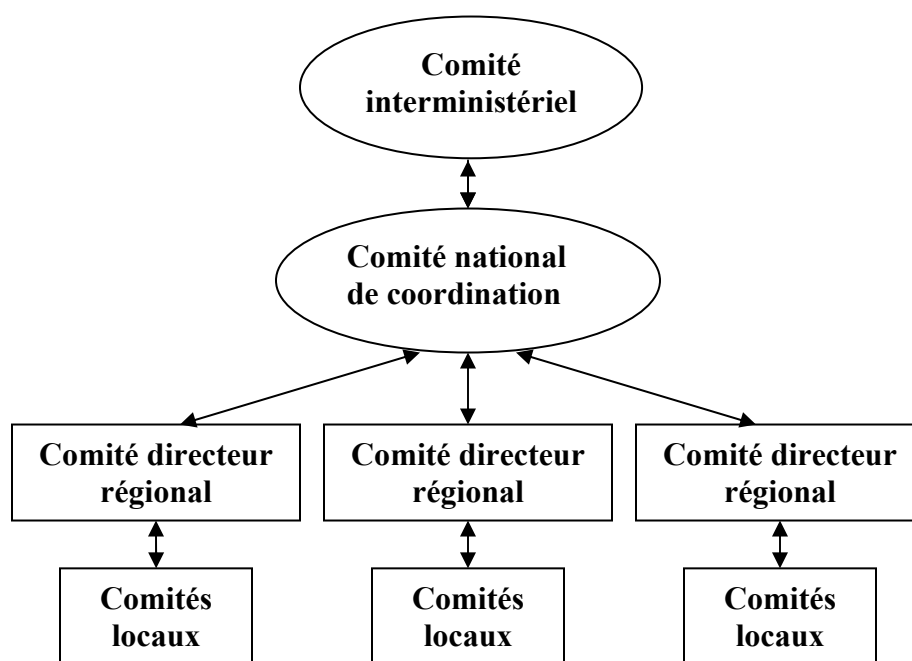 Comité
interministériel
Comité national
de coordination
Comité directeur
régional
Comité directeur
régional
Comité directeur
régional
Comités
locaux
Comités
locaux
Comités
locaux